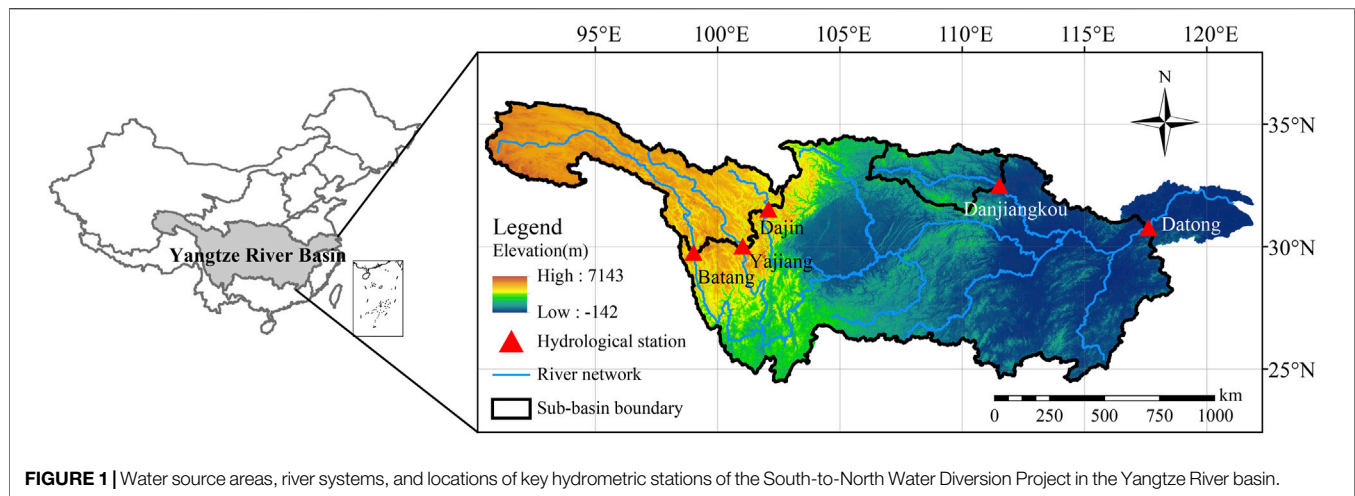 95°E 100°E 105°E 110°E 115°E 120°E
N
35°N
30°N
25°N
Yangtze River Basin
Legend
Elevation(m)
High : 7143
Low : -142
Hydrological station
River network
Sub-basin boundary
Dajin
Batang
Yajiang
Danjiangkou
Datong
km
0 250 500 750 1000
FIGURE 1 | Water source areas, river systems, and locations of key hydrometric stations of the South-to-North Water Diversion Project in the Yangtze River basin.